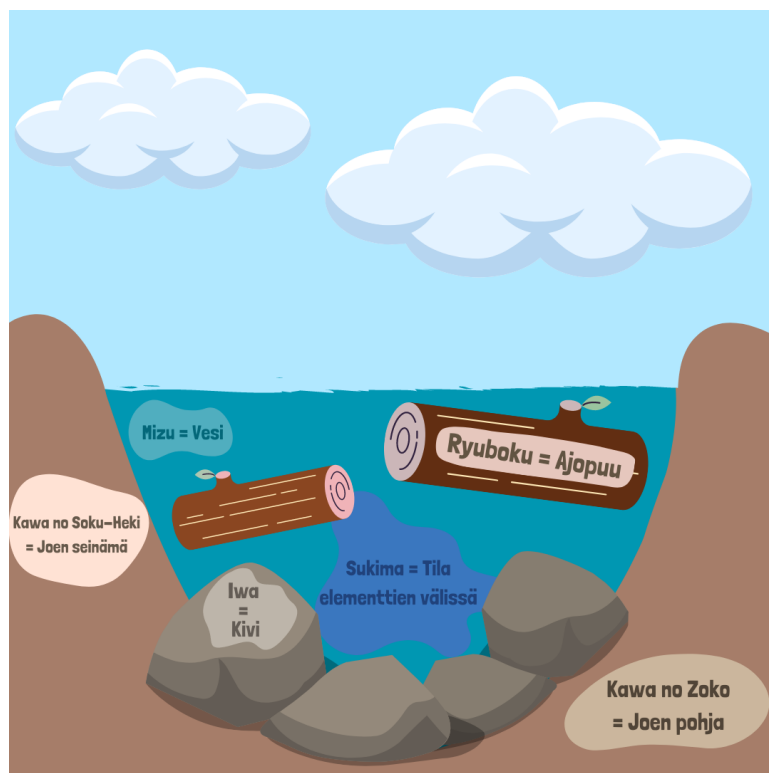 Mizu = Vesi
Ryuboku = Ajopuu
Kawa no Soku-Heki
= Joen seinämä
Sukima = Tila
elementtien välissä
Iwa
=
Kivi
Kawa no Zoko
= Joen pohja